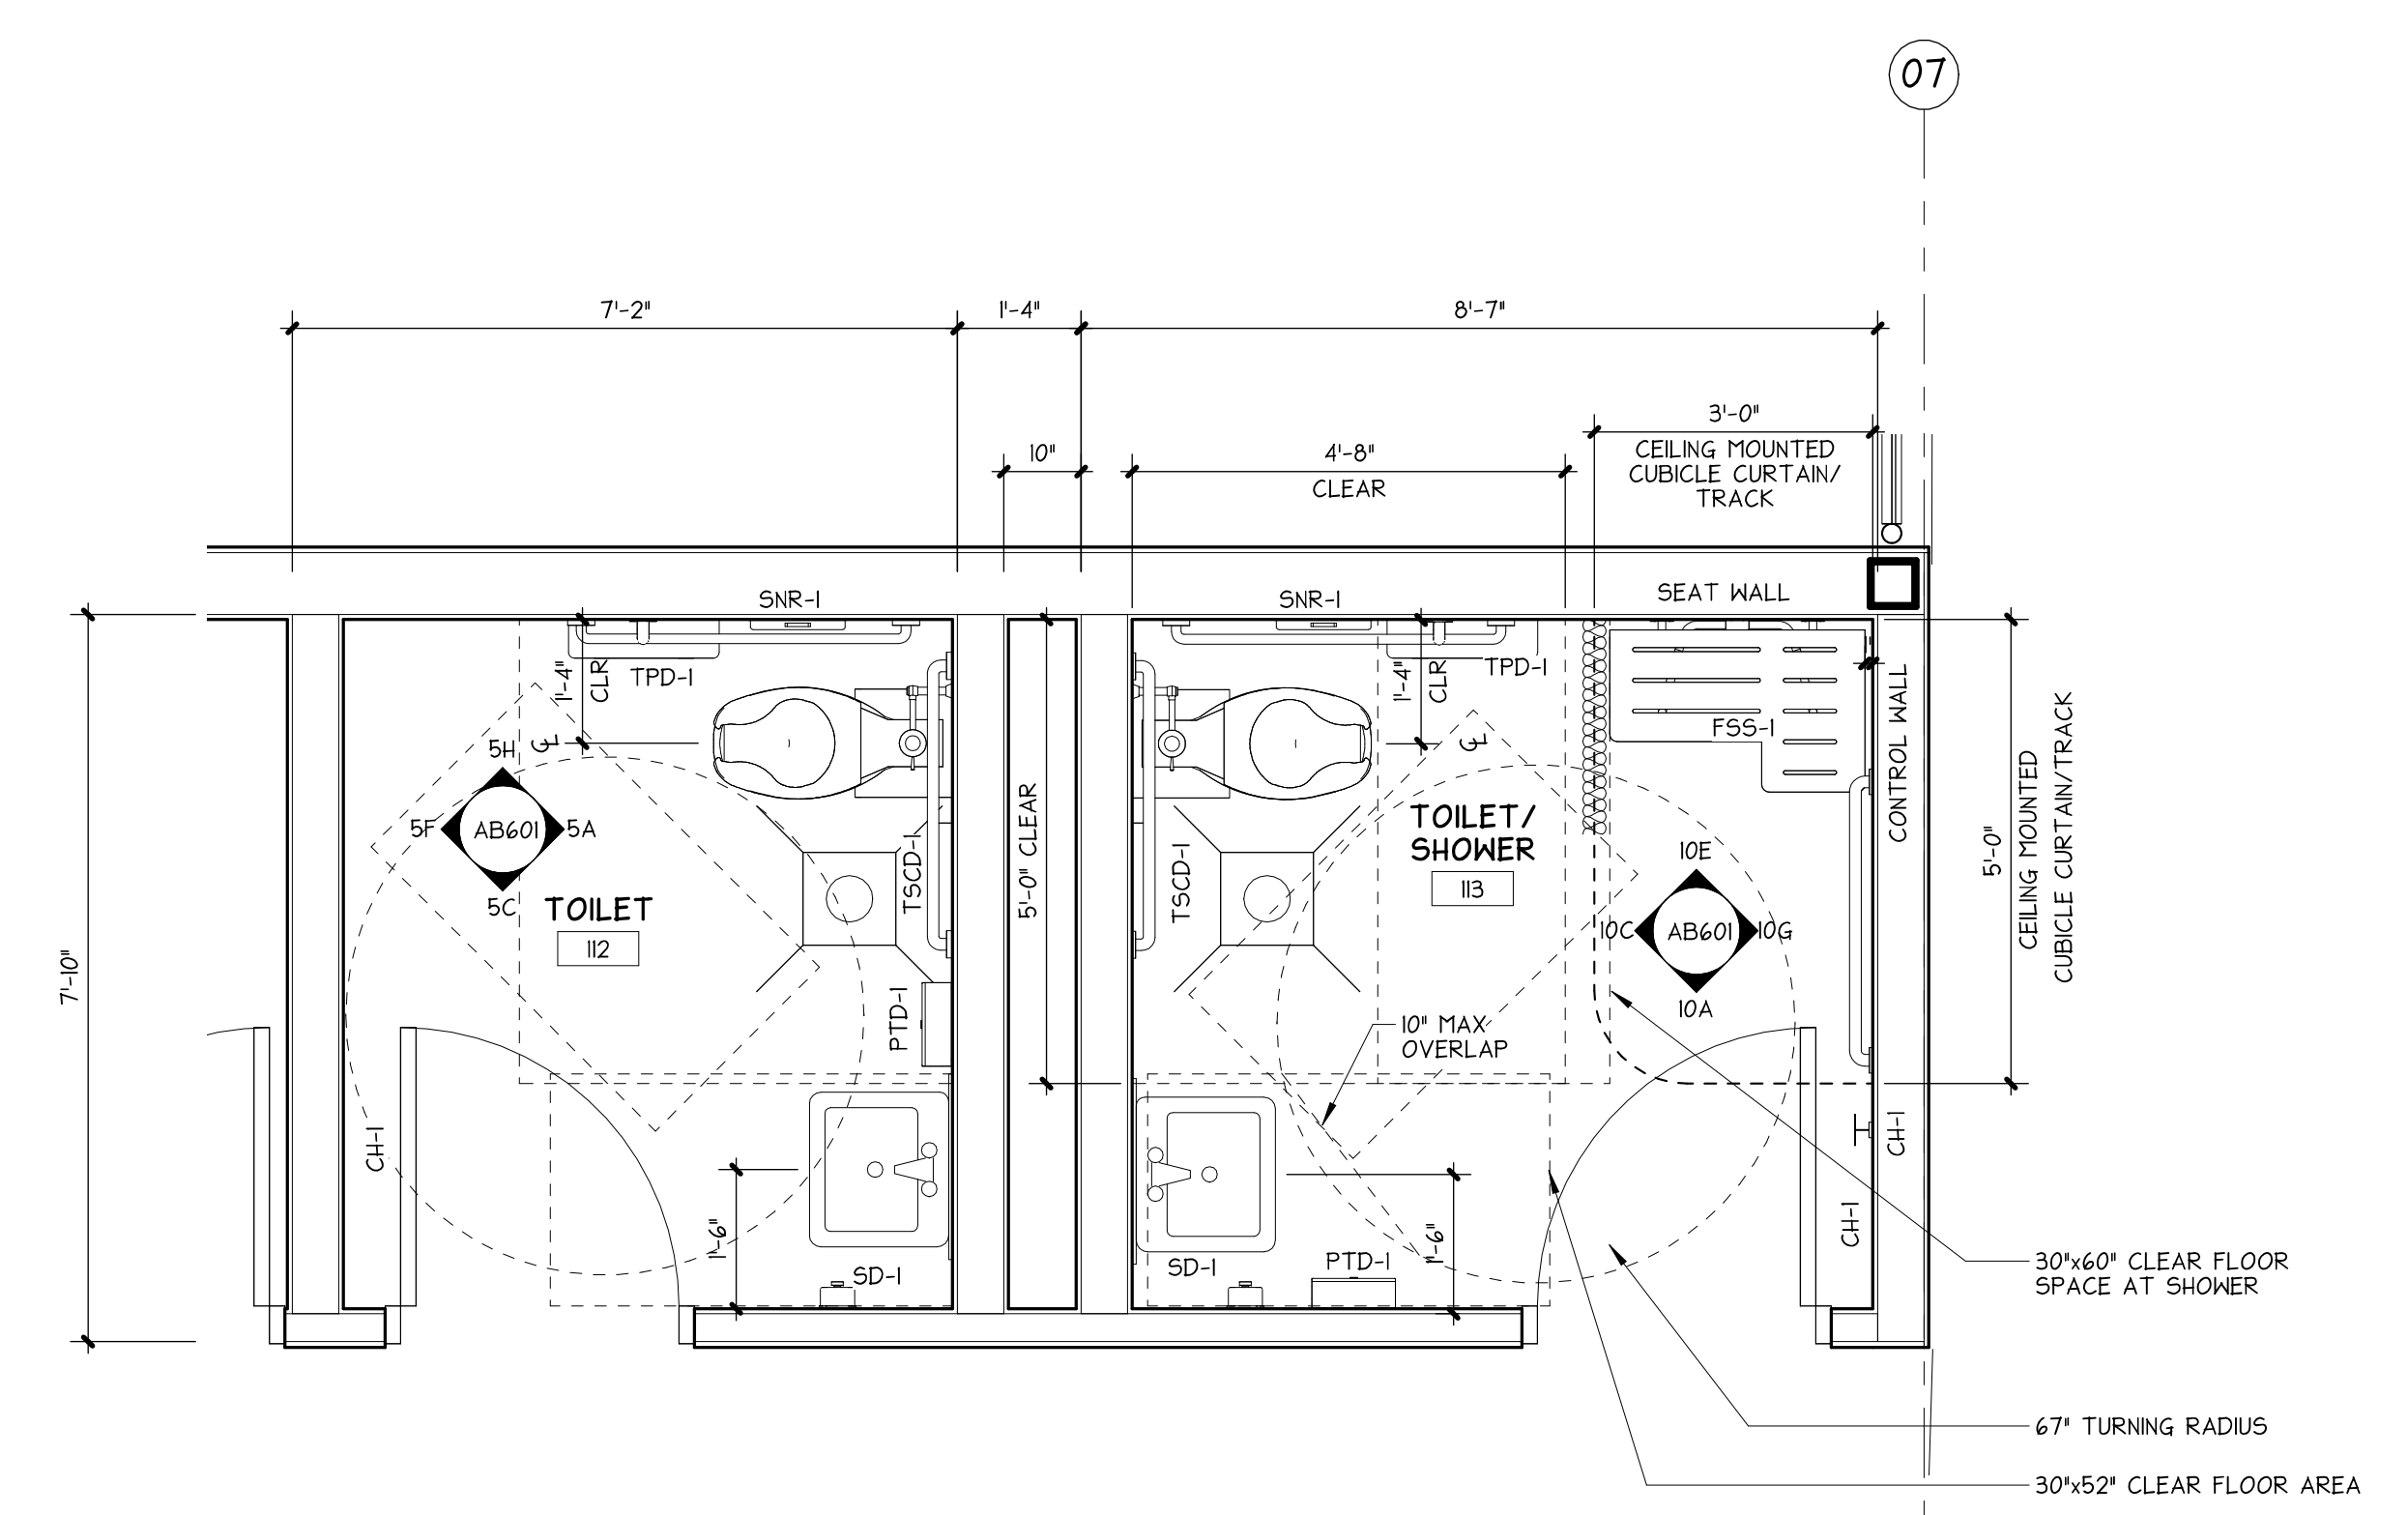 07
7'-2"
1'-4"
8'-7"
3'-0"
CEILING MOUNTED
CUBICLE CURTAIN/
TRACK
10"
4'-8"
CLEAR
SNR-1
SNR-1
SEAT WALL
1'-4"
CLR
TPD-1
1'-4"
CLR
TPD-1
FSS-1
CONTROL WALL
5H
5F
AB601
5A
5C
TOILET
112
TSCD-1
5'-0" CLEAR
TSCD-1
TOILET/
SHOWER
113
10E
10C
AB601
10G
10A
5'-0"
CEILING MOUNTED
CUBICLE CURTAIN/TRACK
7'-10"
PTD-1
10" MAX
OVERLAP
CH-1
CH-1
CH-1
1'-6"
SD-1
SD-1
PTD-1
1'-6"
30"x60" CLEAR FLOOR
SPACE AT SHOWER
67" TURNING RADIUS
30"x52" CLEAR FLOOR AREA